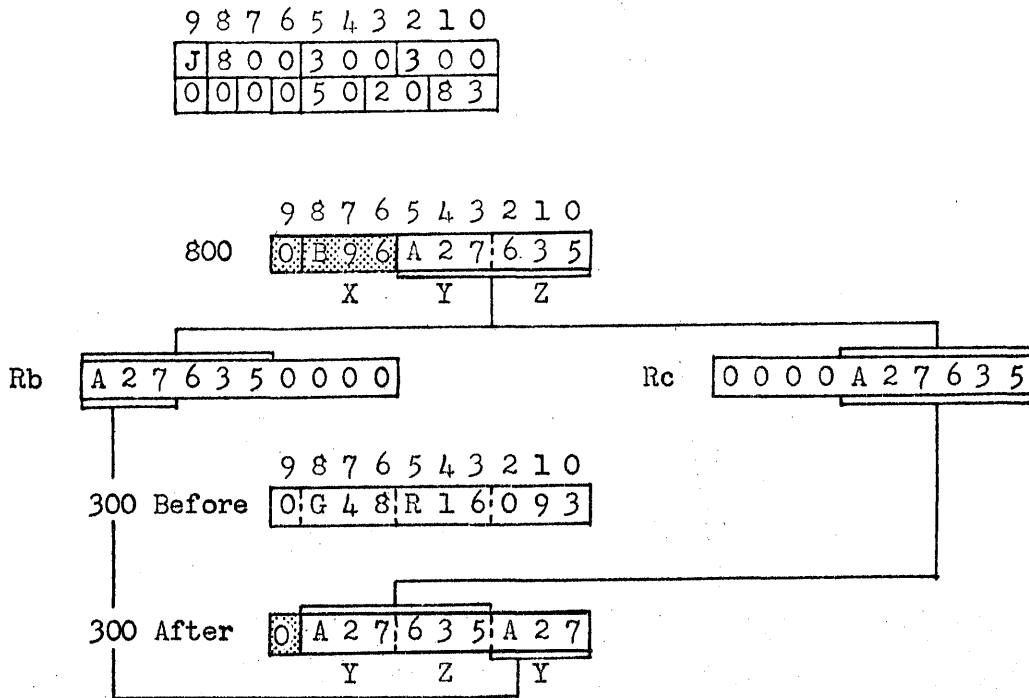 9 8 7 6 5 4 3 2 1 0
J 8 0 0 3 0 0 3 0 0
0 0 0 0 5 0 2 0 8 3
9 8 7 6 5 4 3 2 1 0
800 0 B 9 6 A 2 7 6 3 5
X Y Z
Rb A 2 7 6 3 5 0 0 0 0 Rc 0 0 0 0 A 2 7 6 3 5
9 8 7 6 5 4 3 2 1 0
300 Before 0 G 4 8 R 1 6 0 9 3
300 After 0 A 2 7 6 3 5 A 2 7
Y Z Y